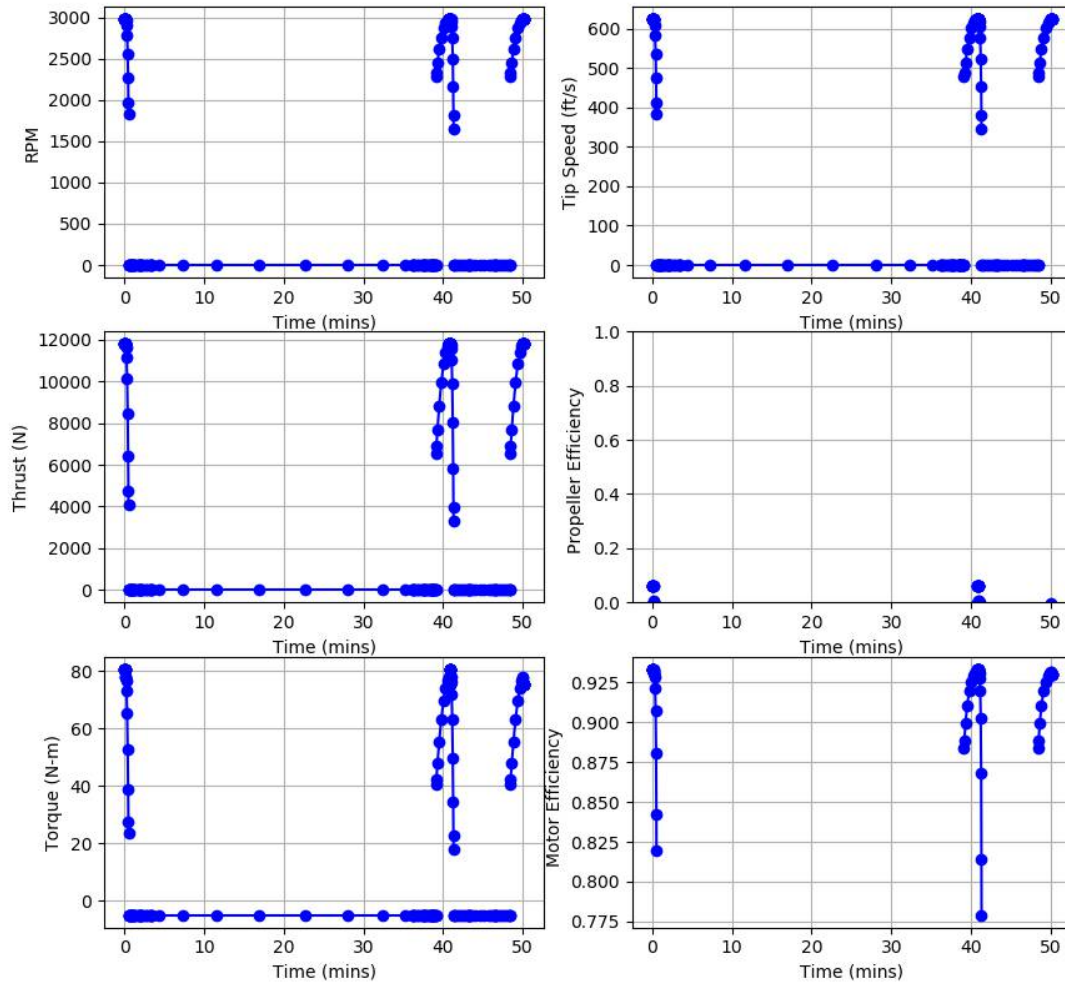 RPM
3000
2500
2000
1500
1000
500
0
0 10 20 30 40 50
Time (mins)
Tip Speed (ft/s)
600
500
400
300
200
100
0
0 10 20 30 40 50
Time (mins)
Thrust (N)
12000
10000
8000
6000
4000
2000
0
0 10 20 30 40 50
Time (mins)
Propeller Efficiency
1.0
0.8
0.6
0.4
0.2
0.0
0 10 20 30 40 50
Time (mins)
Torque (N-m)
80
60
40
20
0
0 10 20 30 40 50
Time (mins)
Motor Efficiency
0.925
0.900
0.875
0.850
0.825
0.800
0.775
0 10 20 30 40 50
Time (mins)